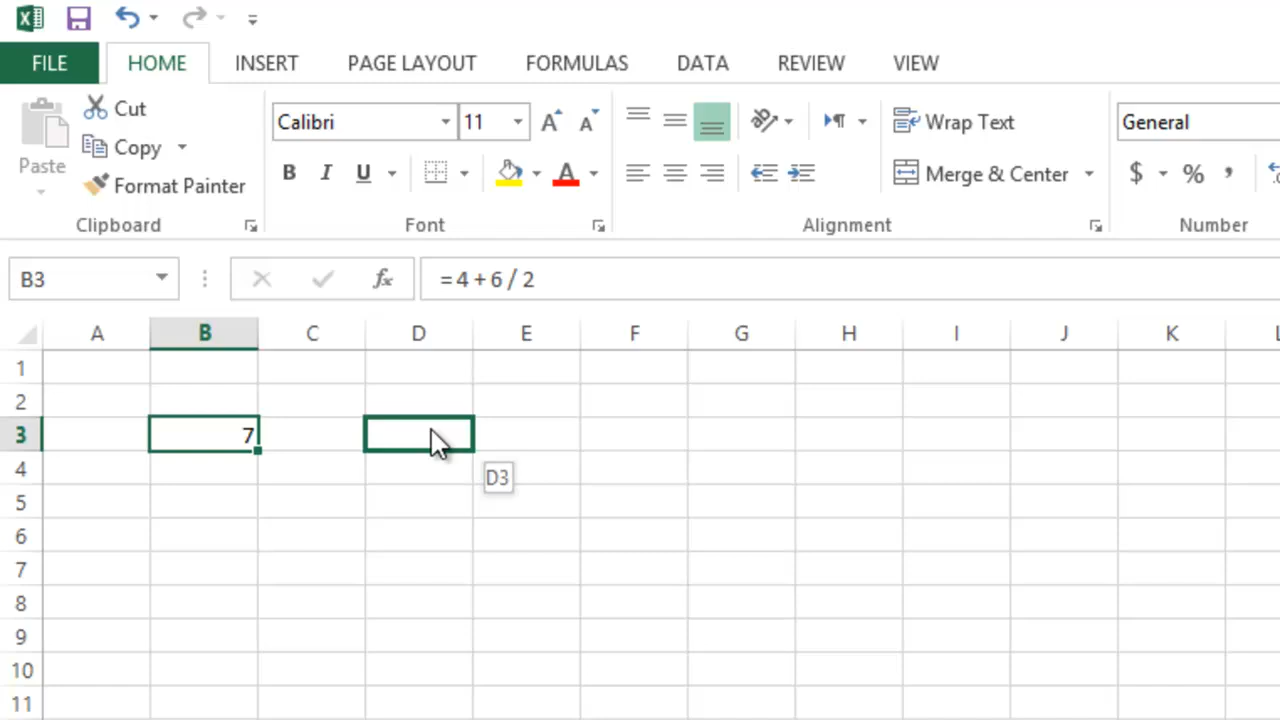 FILE HOME INSERT PAGE LAYOUT FORMULAS DATA REVIEW VIEW
Paste
Cut
Copy
Format Painter
Clipboard
Calibri 11 A A
B I U A
Font
Wrap Text
Merge & Center
Alignment
General
$ % ,
Number
B3 fx =4+6/2
A B C D E F G H I J K L
1
2
3 7
4 D3
5
6
7
8
9
10
11